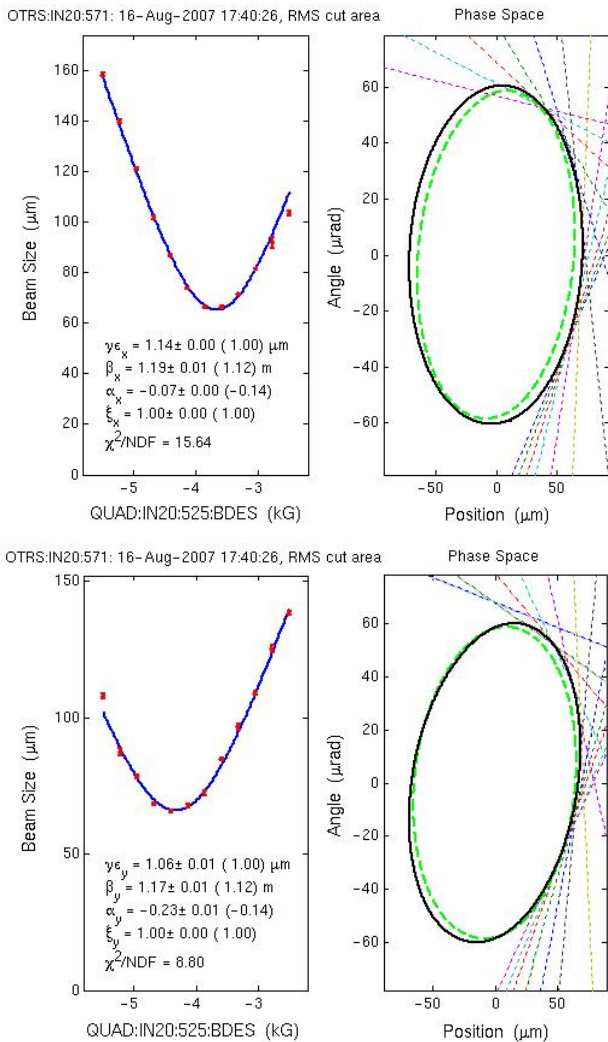 OTRS:IN20:571: 16-Aug-2007 17:40:26, RMS cut area
Phase Space
160
140
120
100
80
60
40
20
0
Beam Size (μm)
γε_x = 1.14± 0.00 ( 1.00) μm
β_x = 1.19± 0.01 ( 1.12) m
α_x = −0.07± 0.00 (−0.14)
ξ_x = 1.00± 0.00 ( 1.00)
χ²/NDF = 15.64
−5 −4 −3
QUAD:IN20:525:BDES (kG)
Angle (μrad)
60
40
20
0
−20
−40
−60
−50 0 50
Position (μm)
OTRS:IN20:571: 16-Aug-2007 17:40:26, RMS cut area
Phase Space
150
100
50
0
Beam Size (μm)
γε_y = 1.06± 0.01 ( 1.00) μm
β_y = 1.17± 0.01 ( 1.12) m
α_y = −0.23± 0.01 (−0.14)
ξ_y = 1.00± 0.00 ( 1.00)
χ²/NDF = 8.80
−5 −4 −3
QUAD:IN20:525:BDES (kG)
Angle (μrad)
60
40
20
0
−20
−40
−60
−50 0 50
Position (μm)